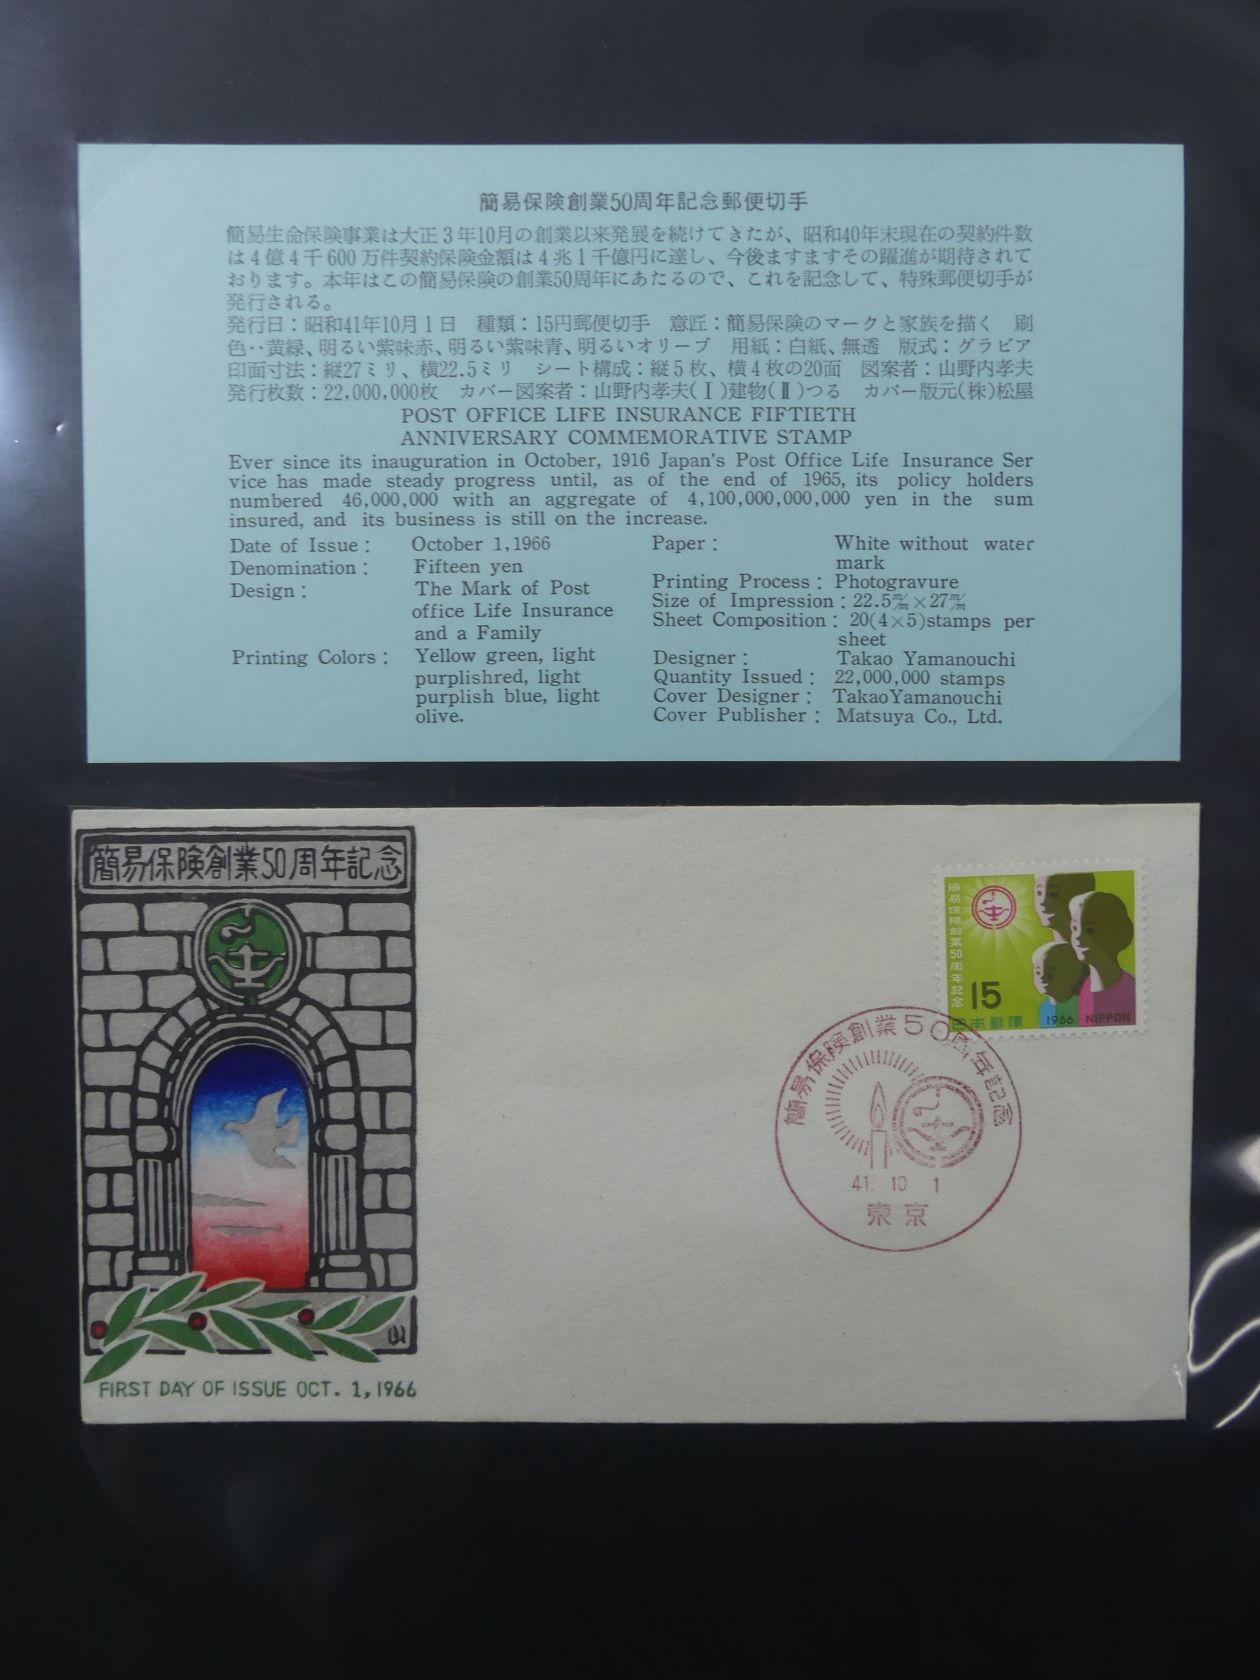 簡易保険創業50周年記念郵便切手
簡易生命保険事業は大正3年10月の創業以来発展を続けてきたが、昭和40年末現在の契約件数
は4億4千600万件契約保険金額は4兆1千億円に達し、今後ますますその躍進が期待されて
おります。本年はこの簡易保険の創業50周年にあたるので、これを記念して、特殊郵便切手が
発行される。
発行日：昭和41年10月1日 種類：15円郵便切手 意匠：簡易保険のマークと家族を描く 刷
色‥黄緑、明るい紫味赤、明るい紫味青、明るいオリーブ 用紙：白紙、無透 版式：グラビア
印面寸法：縦27ミリ、横22.5ミリ シート構成：縦5枚、横4枚の20面 図案者：山野内孝夫
発行枚数：22,000,000枚 カバー図案者：山野内孝夫(Ⅰ)建物(Ⅱ)つる カバー版元(株)松屋
POST OFFICE LIFE INSURANCE FIFTIETH
ANNIVERSARY COMMEMORATIVE STAMP
Ever since its inauguration in October, 1916 Japan's Post Office Life Insurance Ser
vice has made steady progress until, as of the end of 1965, its policy holders
numbered 46,000,000 with an aggregate of 4,100,000,000,000 yen in the sum
insured, and its business is still on the increase.
Date of Issue : October 1, 1966
Denomination : Fifteen yen
Design : The Mark of Post
office Life Insurance
and a Family
Printing Colors : Yellow green, light
purplishred, light
purplish blue, light
olive.
Paper : White without water
mark
Printing Process : Photogravure
Size of Impression : 22.5m/m×27m/m
Sheet Composition : 20(4×5)stamps per
sheet
Designer : Takao Yamanouchi
Quantity Issued : 22,000,000 stamps
Cover Designer : TakaoYamanouchi
Cover Publisher : Matsuya Co., Ltd.
簡易保険創業50周年記念
FIRST DAY OF ISSUE OCT. 1, 1966
簡易保険創業50周年記念
15
日本郵便 1966 NIPPON
簡易保険創業50周年記念
41. 10. 1
東京